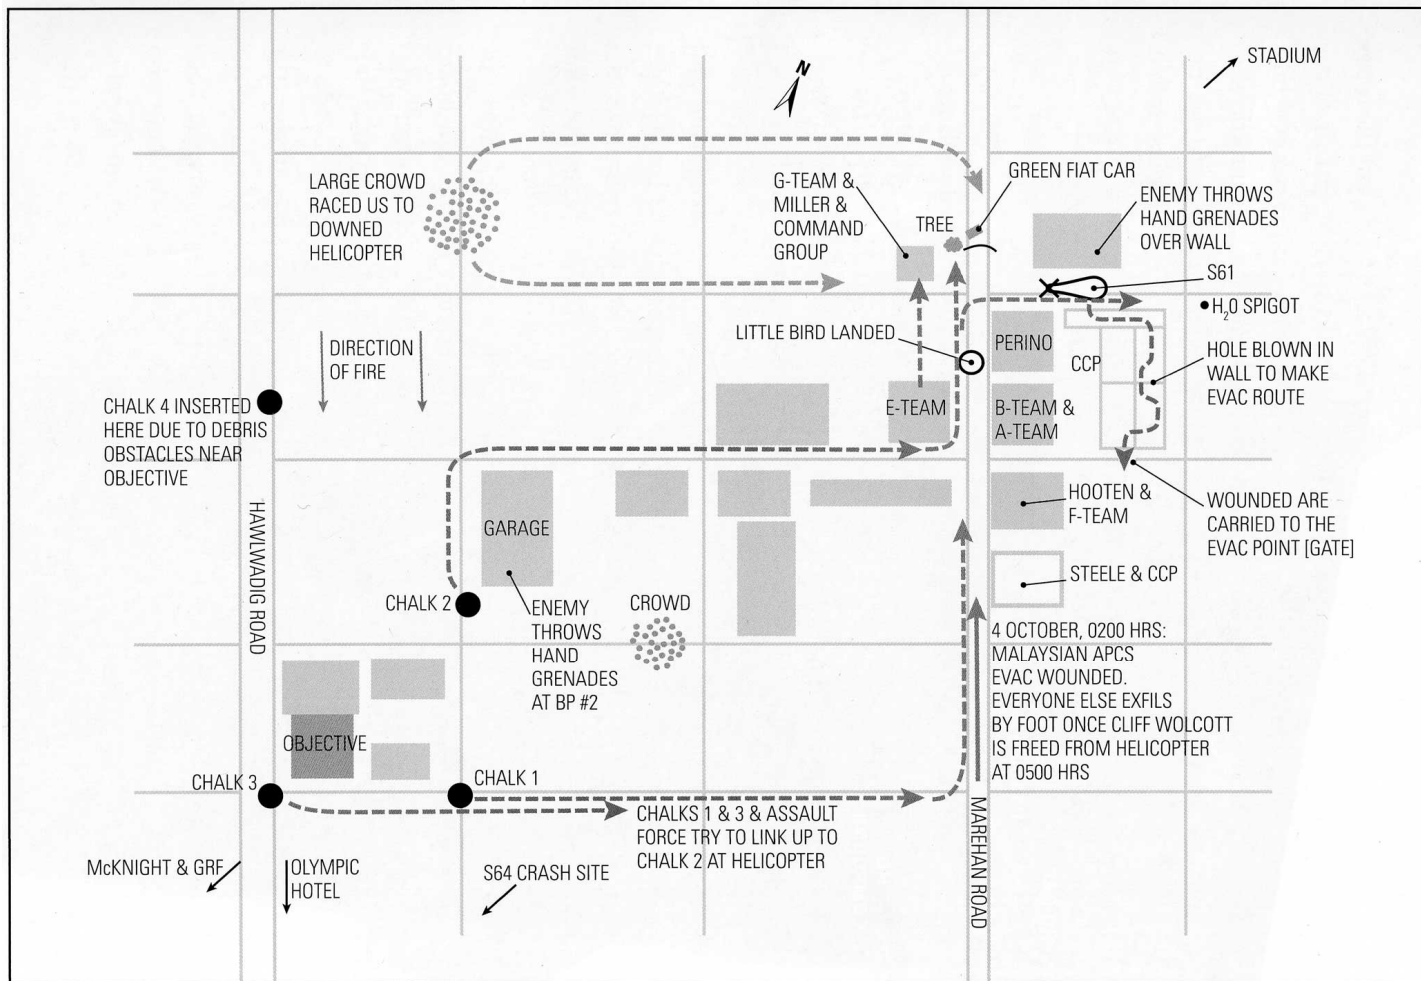 N
STADIUM
LARGE CROWD
RACED US TO
DOWNED
HELICOPTER
G-TEAM &
MILLER &
COMMAND
GROUP
TREE
GREEN FIAT CAR
ENEMY THROWS
HAND GRENADES
OVER WALL
S61
H₂O SPIGOT
DIRECTION
OF FIRE
LITTLE BIRD LANDED
PERINO
CCP
HOLE BLOWN IN
WALL TO MAKE
EVAC ROUTE
CHALK 4 INSERTED
HERE DUE TO DEBRIS
OBSTACLES NEAR
OBJECTIVE
E-TEAM
B-TEAM &
A-TEAM
HAWLWADIG ROAD
GARAGE
HOOTEN &
F-TEAM
WOUNDED ARE
CARRIED TO THE
EVAC POINT [GATE]
CHALK 2
ENEMY
THROWS
HAND
GRENADES
AT BP #2
CROWD
STEELE & CCP
4 OCTOBER, 0200 HRS:
MALAYSIAN APCS
EVAC WOUNDED.
EVERYONE ELSE EXFILS
BY FOOT ONCE CLIFF WOLCOTT
IS FREED FROM HELICOPTER
AT 0500 HRS
OBJECTIVE
CHALK 3
CHALK 1
CHALKS 1 & 3 & ASSAULT
FORCE TRY TO LINK UP TO
CHALK 2 AT HELICOPTER
MAREHAN ROAD
McKNIGHT & GRF
OLYMPIC
HOTEL
S64 CRASH SITE